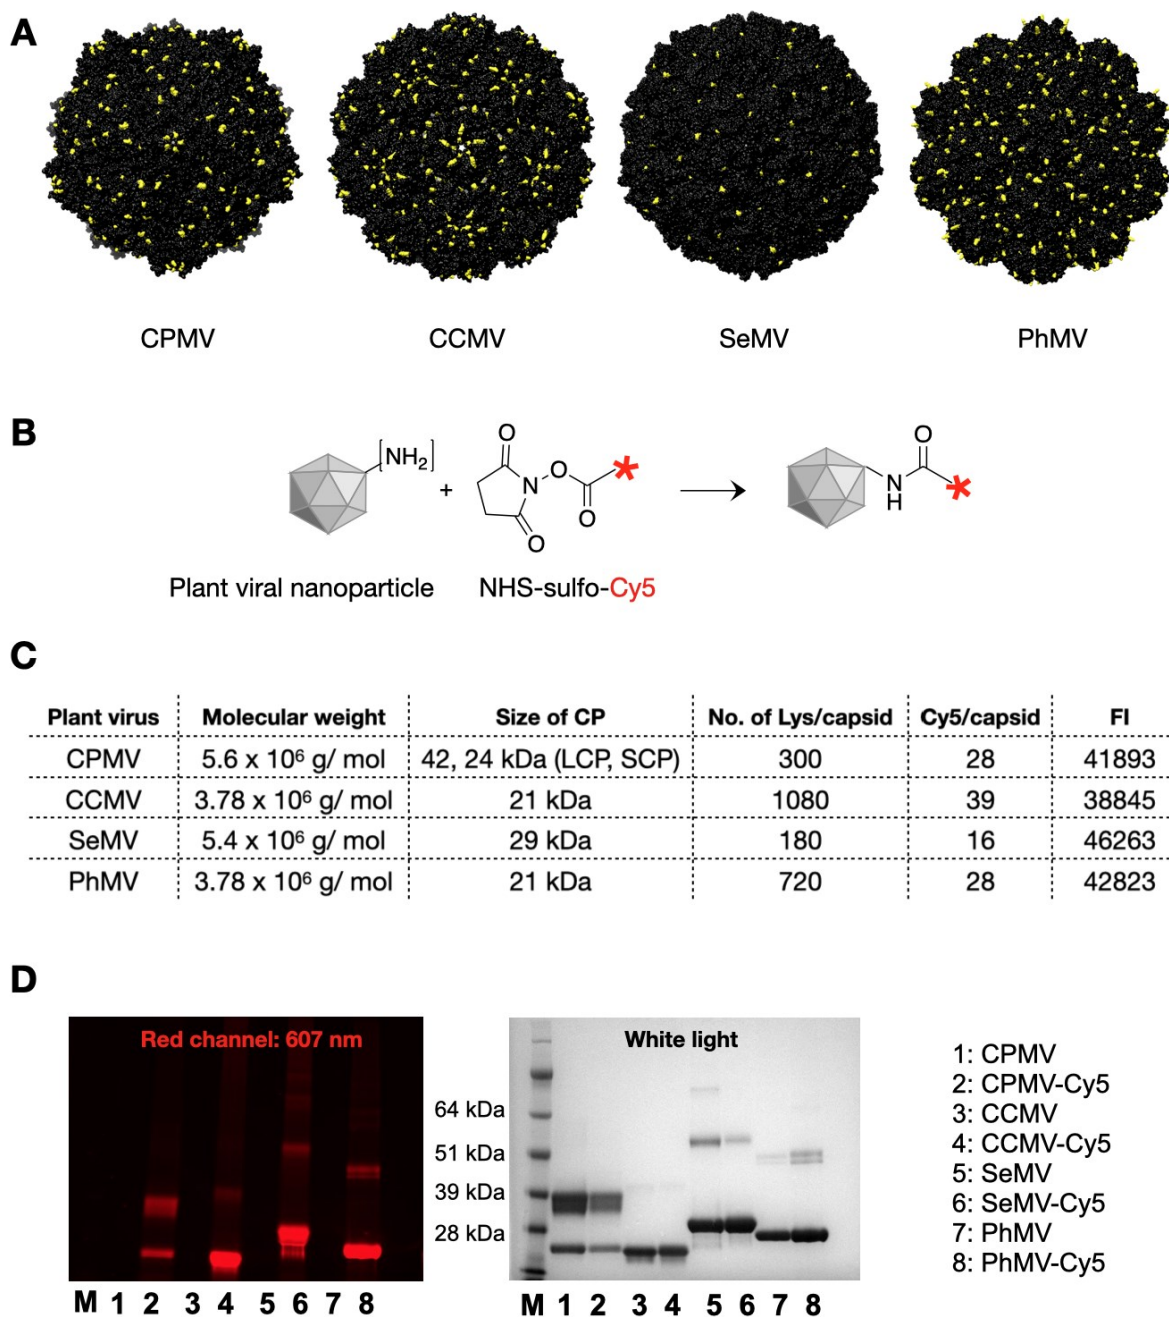 A
CPMV
CCMV
SeMV
PhMV
B
[NH₂]
+
O
N
O
O
O
O
N
H
Plant viral nanoparticle
NHS-sulfo-Cy5
C
Plant virus Molecular weight Size of CP No. of Lys/capsid Cy5/capsid FI
CPMV 5.6 x 10⁶ g/ mol 42, 24 kDa (LCP, SCP) 300 28 41893
CCMV 3.78 x 10⁶ g/ mol 21 kDa 1080 39 38845
SeMV 5.4 x 10⁶ g/ mol 29 kDa 180 16 46263
PhMV 3.78 x 10⁶ g/ mol 21 kDa 720 28 42823
D
Red channel: 607 nm
M 1 2 3 4 5 6 7 8
64 kDa
51 kDa
39 kDa
28 kDa
White light
M 1 2 3 4 5 6 7 8
1: CPMV
2: CPMV-Cy5
3: CCMV
4: CCMV-Cy5
5: SeMV
6: SeMV-Cy5
7: PhMV
8: PhMV-Cy5